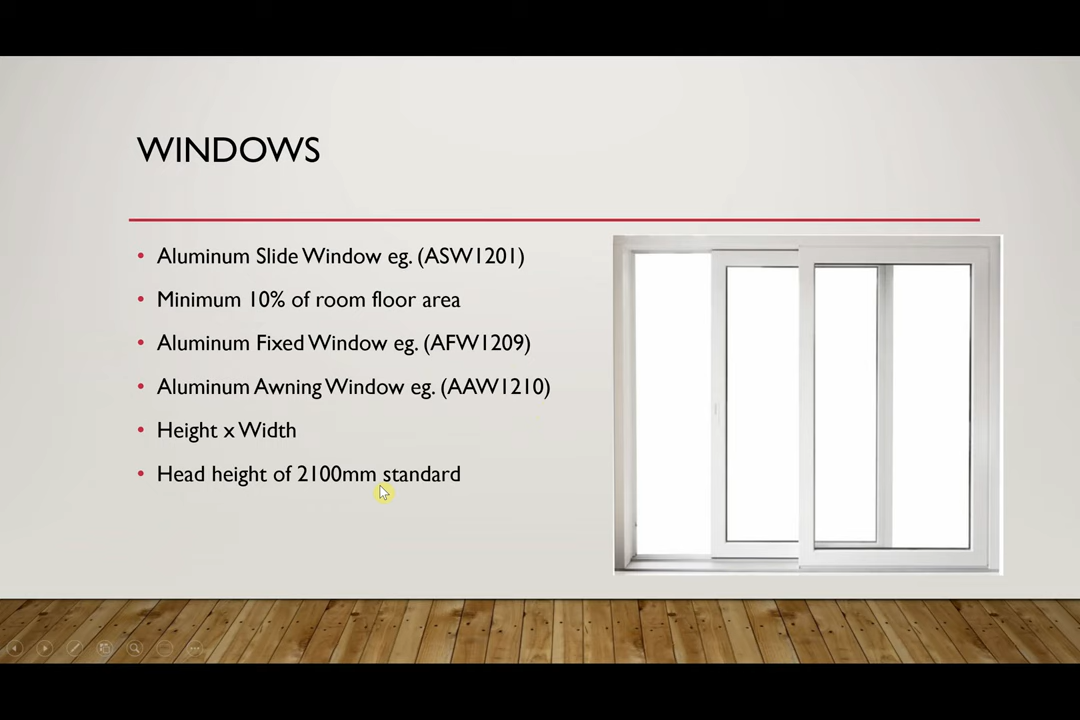 WINDOWS
• Aluminum Slide Window eg. (ASW1201)
• Minimum 10% of room floor area
• Aluminum Fixed Window eg. (AFW1209)
• Aluminum Awning Window eg. (AAW1210)
• Height x Width
• Head height of 2100mm standard